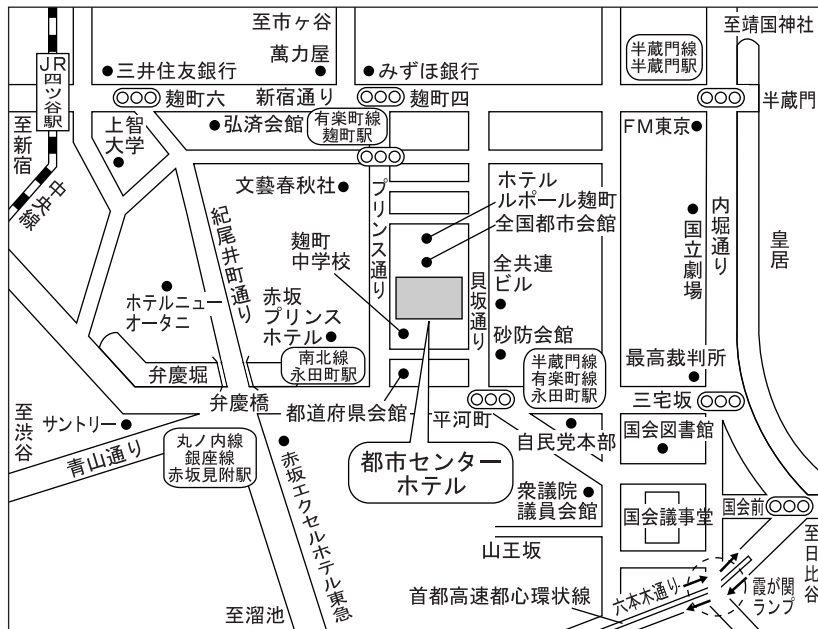 至市ヶ谷
至靖国神社
萬力屋
三井住友銀行
みずほ銀行
半蔵門線
半蔵門駅
JR四ツ谷駅
麹町六
新宿通り
麹町四
半蔵門
至新宿
上智
大学
弘済会館
有楽町線
麹町駅
FM東京
中央線
文藝春秋社
プリンス通り
ホテル
ルポール麹町
全国都市会館
紀尾井町通り
麹町
中学校
貝坂通り
全共連
ビル
国立劇場
内堀通り
皇居
ホテルニュー
オータニ
赤坂
プリンス
ホテル
砂防会館
南北線
永田町駅
半蔵門線
有楽町線
永田町駅
最高裁判所
弁慶堀
弁慶橋
都道府県会館
平河町
三宅坂
至渋谷
サントリー
青山通り
丸ノ内線
銀座線
赤坂見附駅
赤坂エクセルホテル東急
都市センター
ホテル
自民党本部
国会図書館
衆議院
議員会館
国会議事堂
国会前
山王坂
至日比谷
首都高速都心環状線
六本木通り
霞が関
ランプ
至溜池